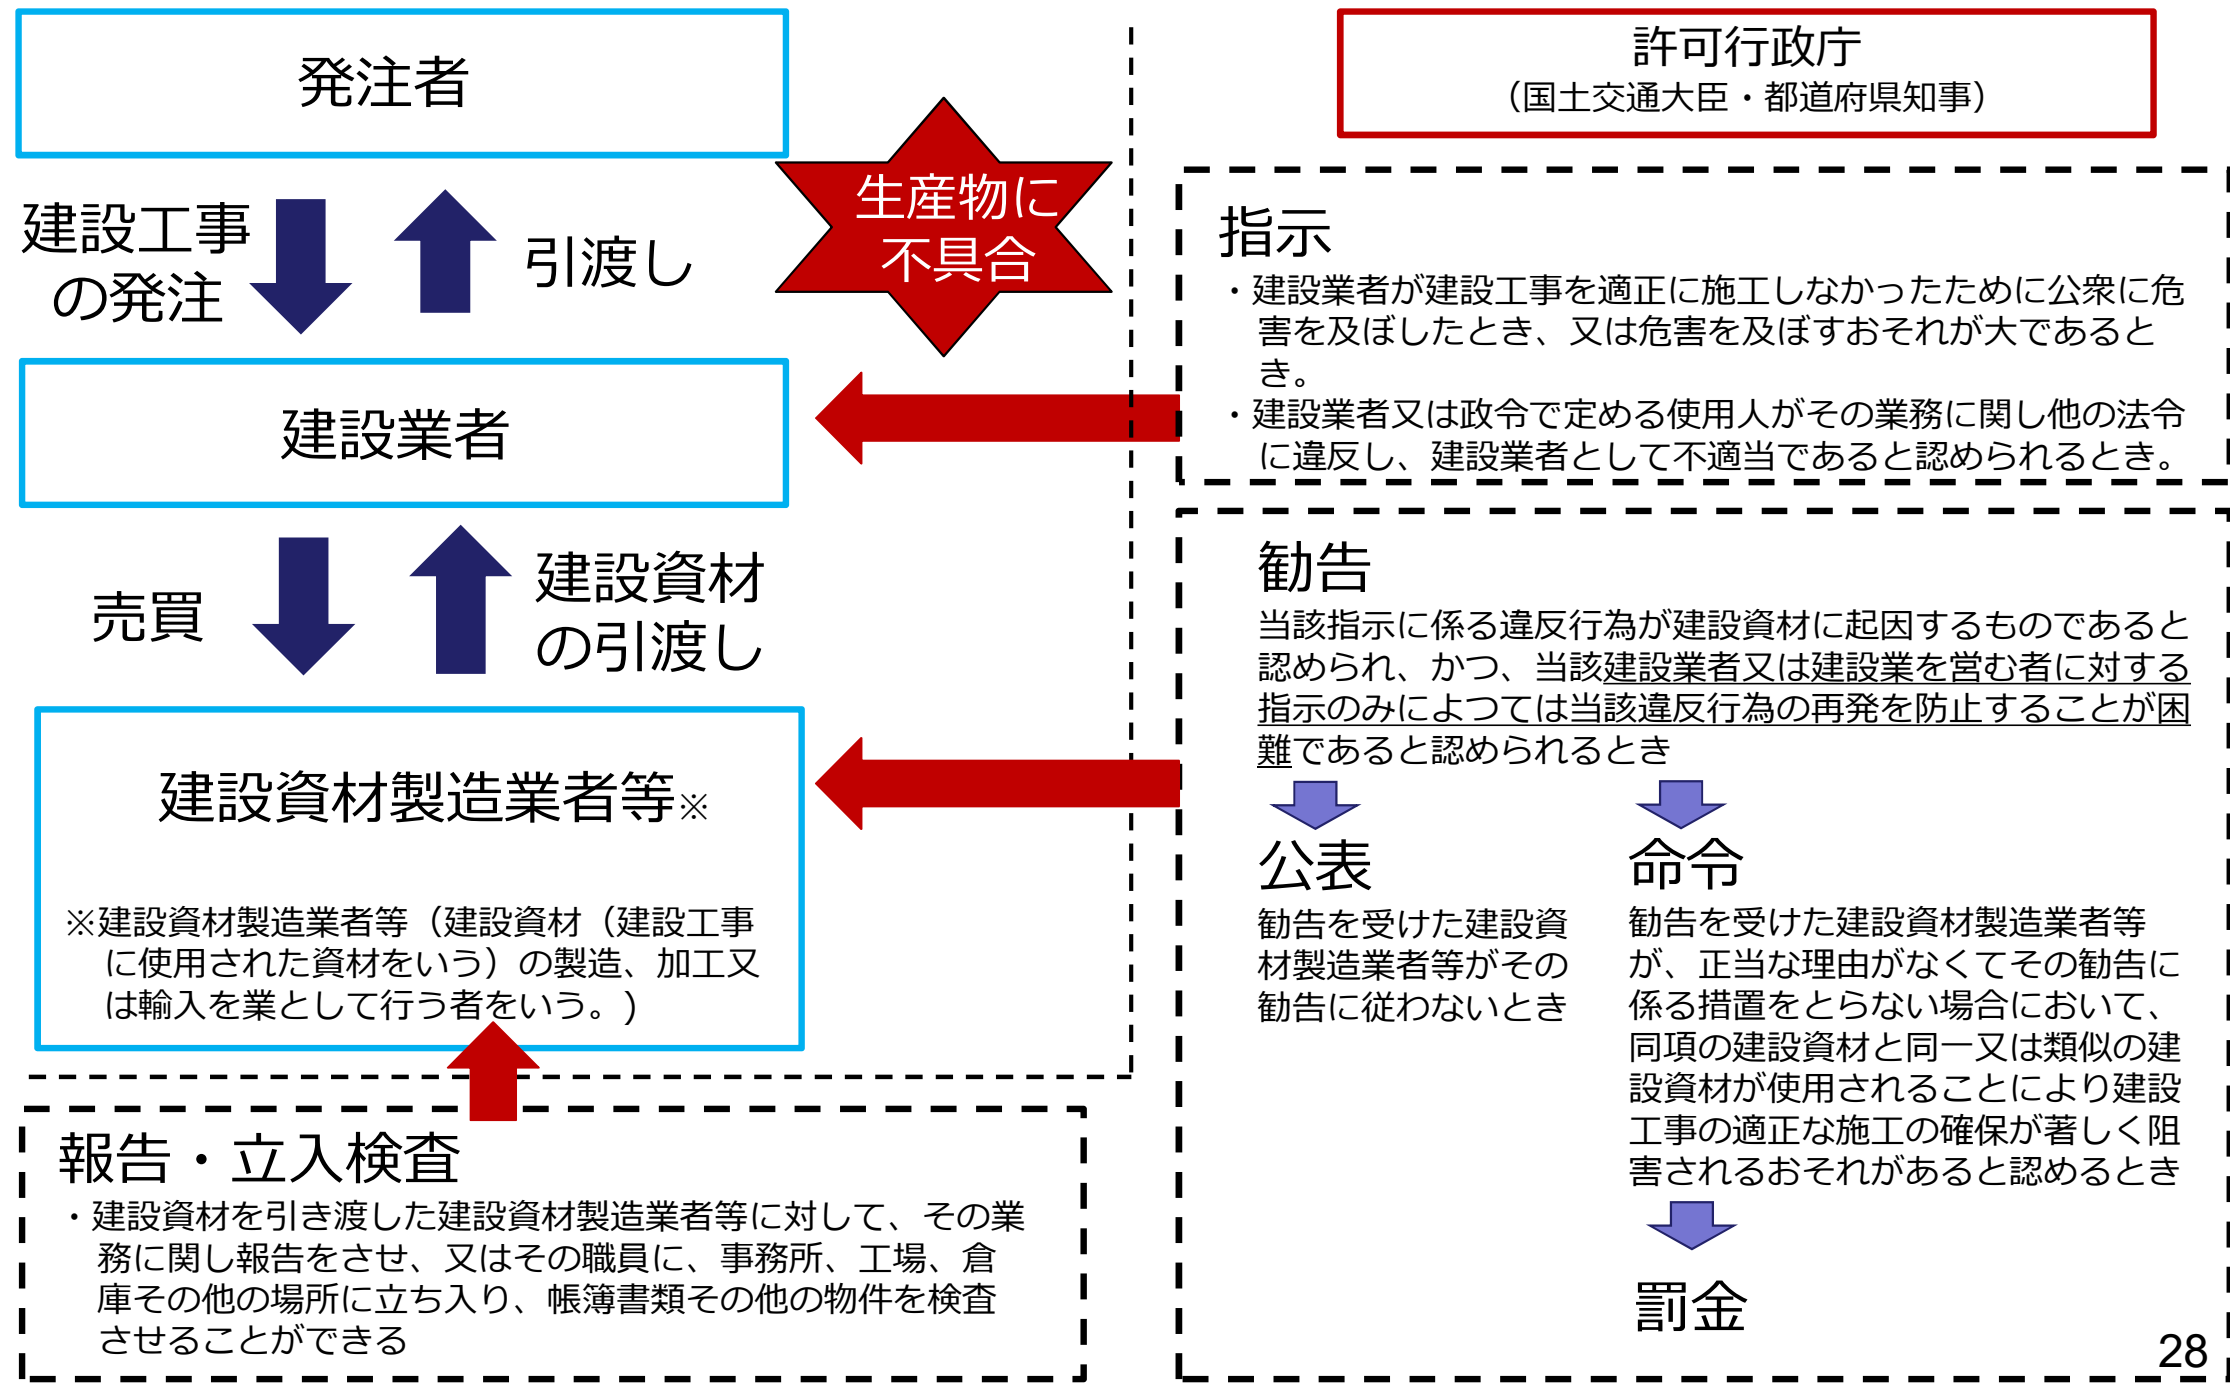 発注者
建設工事
の発注
引渡し
生産物に
不具合
建設業者
売買
建設資材
の引渡し
建設資材製造業者等※
※建設資材製造業者等（建設資材（建設工事
に使用された資材をいう）の製造、加工又
は輸入を業として行う者をいう。)
報告・立入検査
・建設資材を引き渡した建設資材製造業者等に対して、その業
務に関し報告をさせ、又はその職員に、事務所、工場、倉
庫その他の場所に立ち入り、帳簿書類その他の物件を検査
させることができる
許可行政庁
（国土交通大臣・都道府県知事）
指示
・建設業者が建設工事を適正に施工しなかったために公衆に危
害を及ぼしたとき、又は危害を及ぼすおそれが大であると
き。
・建設業者又は政令で定める使用人がその業務に関し他の法令
に違反し、建設業者として不適当であると認められるとき。
勧告
当該指示に係る違反行為が建設資材に起因するものであると
認められ、かつ、当該建設業者又は建設業を営む者に対する
指示のみによつては当該違反行為の再発を防止することが困
難であると認められるとき
公表
勧告を受けた建設資
材製造業者等がその
勧告に従わないとき
命令
勧告を受けた建設資材製造業者等
が、正当な理由がなくてその勧告に
係る措置をとらない場合において、
同項の建設資材と同一又は類似の建
設資材が使用されることにより建設
工事の適正な施工の確保が著しく阻
害されるおそれがあると認めるとき
罰金
28